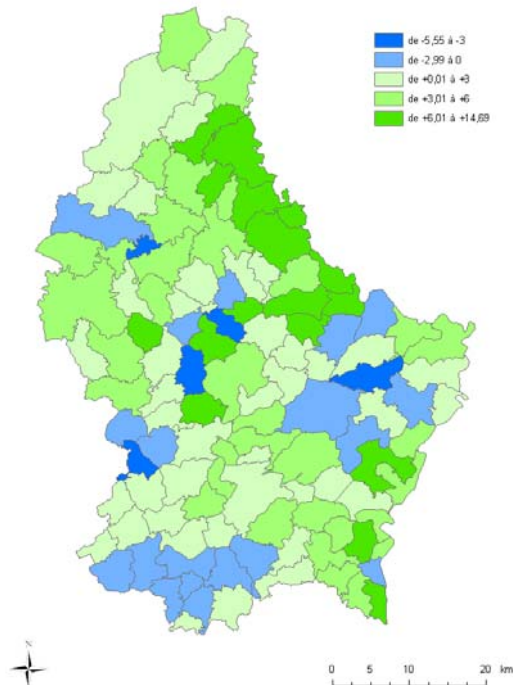 de -5,55 à -3
de -2,99 à 0
de +0,01 à +3
de +3,01 à +6
de +6,01 à +14,69
N
0 5 10 20 km